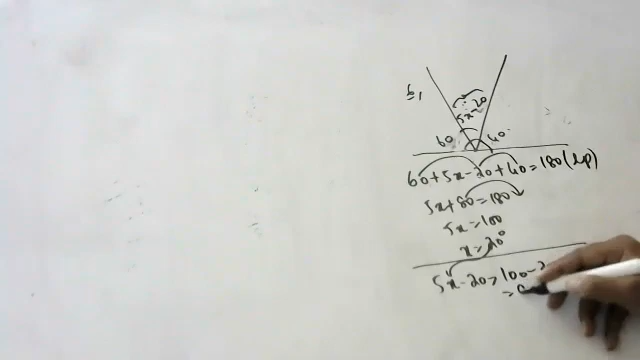 5x-20
60 40.
60+5x-20+40=180(Lp)
5x+80=180
5x=100
x=20°
5x-20=100-2
=